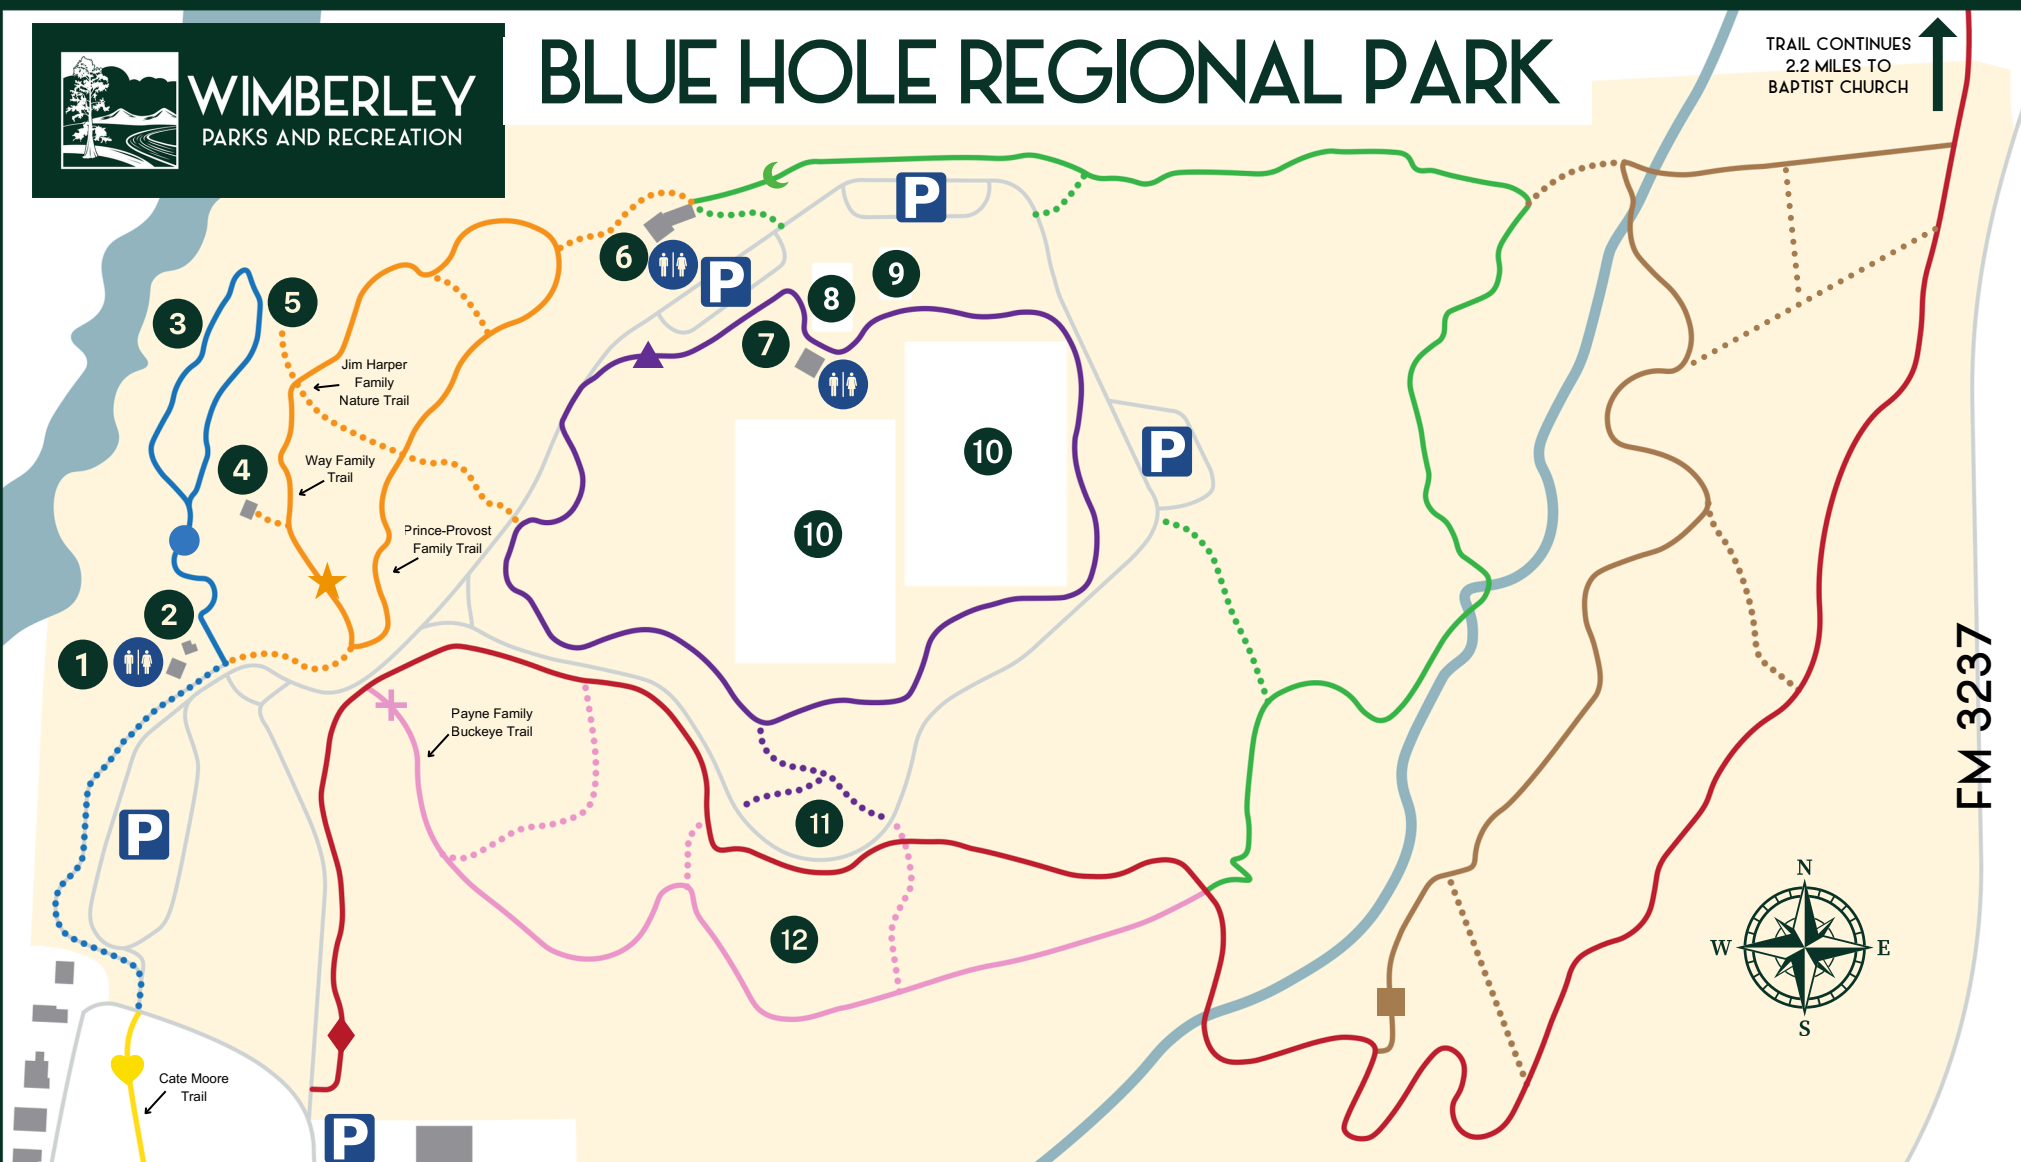 WIMBERLEY
PARKS AND RECREATION
BLUE HOLE REGIONAL PARK
TRAIL CONTINUES
2.2 MILES TO
BAPTIST CHURCH
P
6
P
9
8
7
3
5
Jim Harper
Family
Nature Trail
4
Way Family
Trail
10
P
10
Prince-Provost
Family Trail
2
1
Payne Family
Buckeye Trail
FM 3237
P
11
12
N
W
E
S
Cate Moore
Trail
P